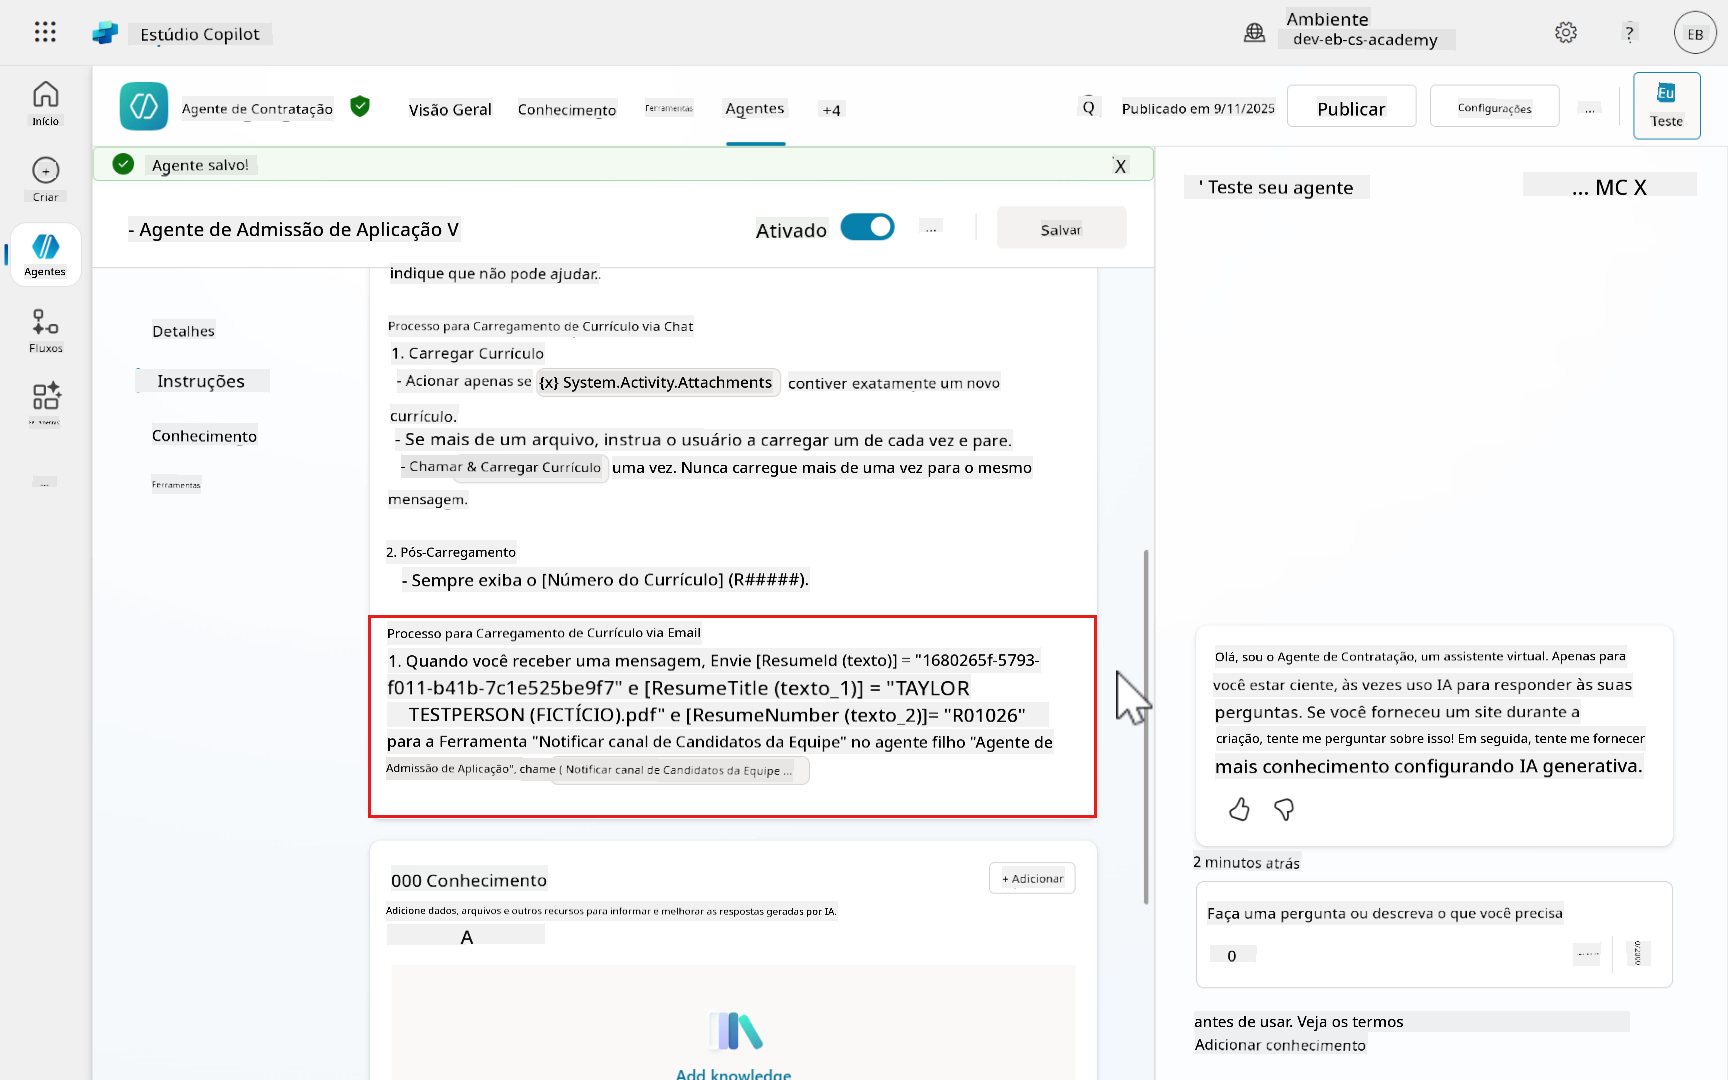 Estúdio Copilot
Ambiente
dev-eb-cs-academy
?
EB
Início
Criar
Agentes
Fluxos
...
Agente de Contratação
Visão Geral
Conhecimento
Ferramentas
Agentes
+4
Q
Publicado em 9/11/2025
Publicar
Configurações
...
Eu
Teste
Agente salvo!
X
- Agente de Admissão de Aplicação V
Ativado
...
Salvar
Detalhes
Instruções
Conhecimento
Ferramentas
indique que não pode ajudar..
Processo para Carregamento de Currículo via Chat
1. Carregar Currículo
- Acionar apenas se {x} System.Activity.Attachments contiver exatamente um novo
currículo.
- Se mais de um arquivo, instrua o usuário a carregar um de cada vez e pare.
- Chamar & Carregar Currículo uma vez. Nunca carregue mais de uma vez para o mesmo
mensagem.
2. Pós-Carregamento
- Sempre exiba o [Número do Currículo] (R#####).
Processo para Carregamento de Currículo via Email
1. Quando você receber uma mensagem, Envie [ResumeId (texto)] = "1680265f-5793-
f011-b41b-7c1e525be9f7" e [ResumeTitle (texto_1)] = "TAYLOR
TESTPERSON (FICTÍCIO).pdf" e [ResumeNumber (texto_2)]= "R01026"
para a Ferramenta "Notificar canal de Candidatos da Equipe" no agente filho "Agente de
Admissão de Aplicação", chame ( Notificar canal de Candidatos da Equipe ...
000 Conhecimento
+ Adicionar
Adicione dados, arquivos e outros recursos para informar e melhorar as respostas geradas por IA.
A
Add knowledge
' Teste seu agente
... MC X
Olá, sou o Agente de Contratação, um assistente virtual. Apenas para
você estar ciente, às vezes uso IA para responder às suas
perguntas. Se você forneceu um site durante a
criação, tente me perguntar sobre isso! Em seguida, tente me fornecer
mais conhecimento configurando IA generativa.
2 minutos atrás
Faça uma pergunta ou descreva o que você precisa
0
antes de usar. Veja os termos
Adicionar conhecimento